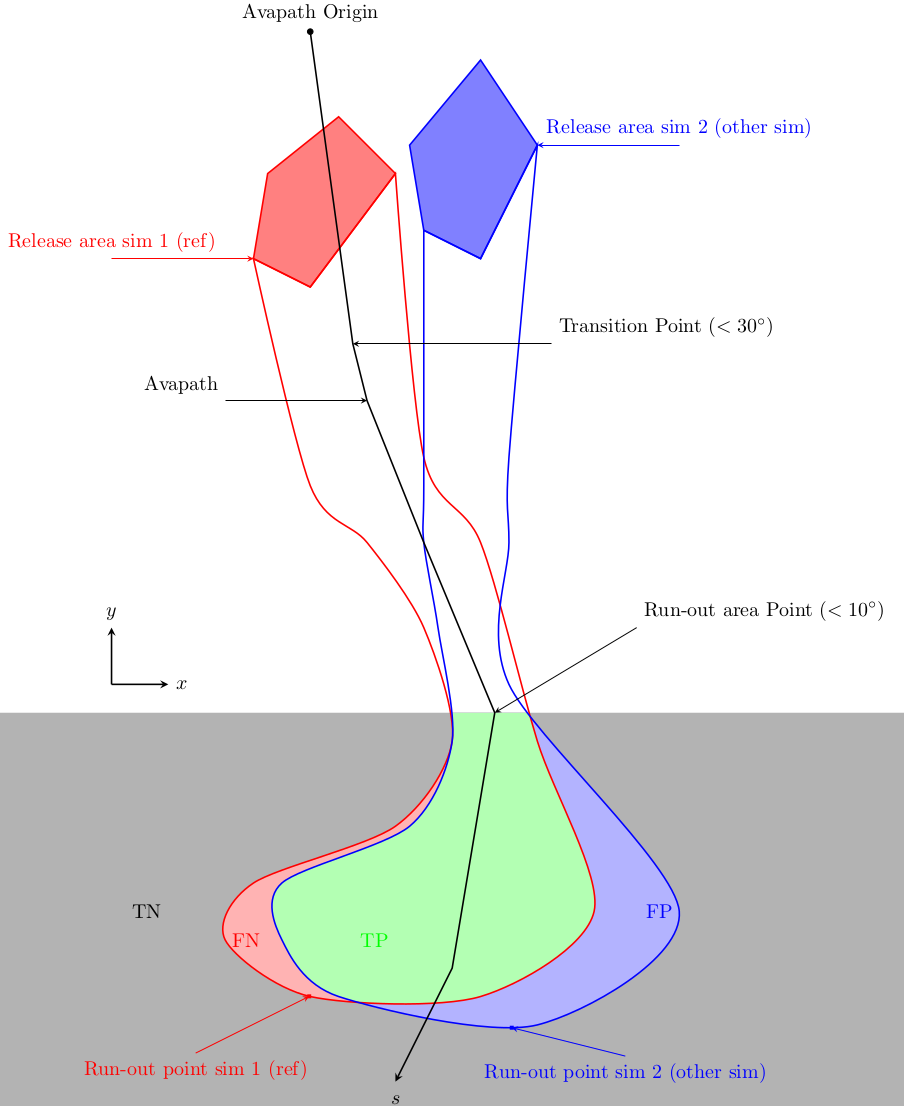 Avapath Origin
Release area sim 2 (other sim)
Release area sim 1 (ref)
Transition Point (< 30°)
Avapath
Run-out area Point (< 10°)
y
x
TN
FP
FN
TP
Run-out point sim 1 (ref)
Run-out point sim 2 (other sim)
s